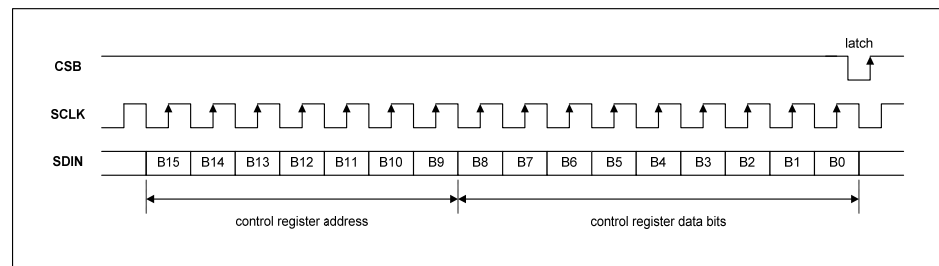 latch
CSB
SCLK
SDIN B15 B14 B13 B12 B11 B10 B9 B8 B7 B6 B5 B4 B3 B2 B1 B0
control register address control register data bits